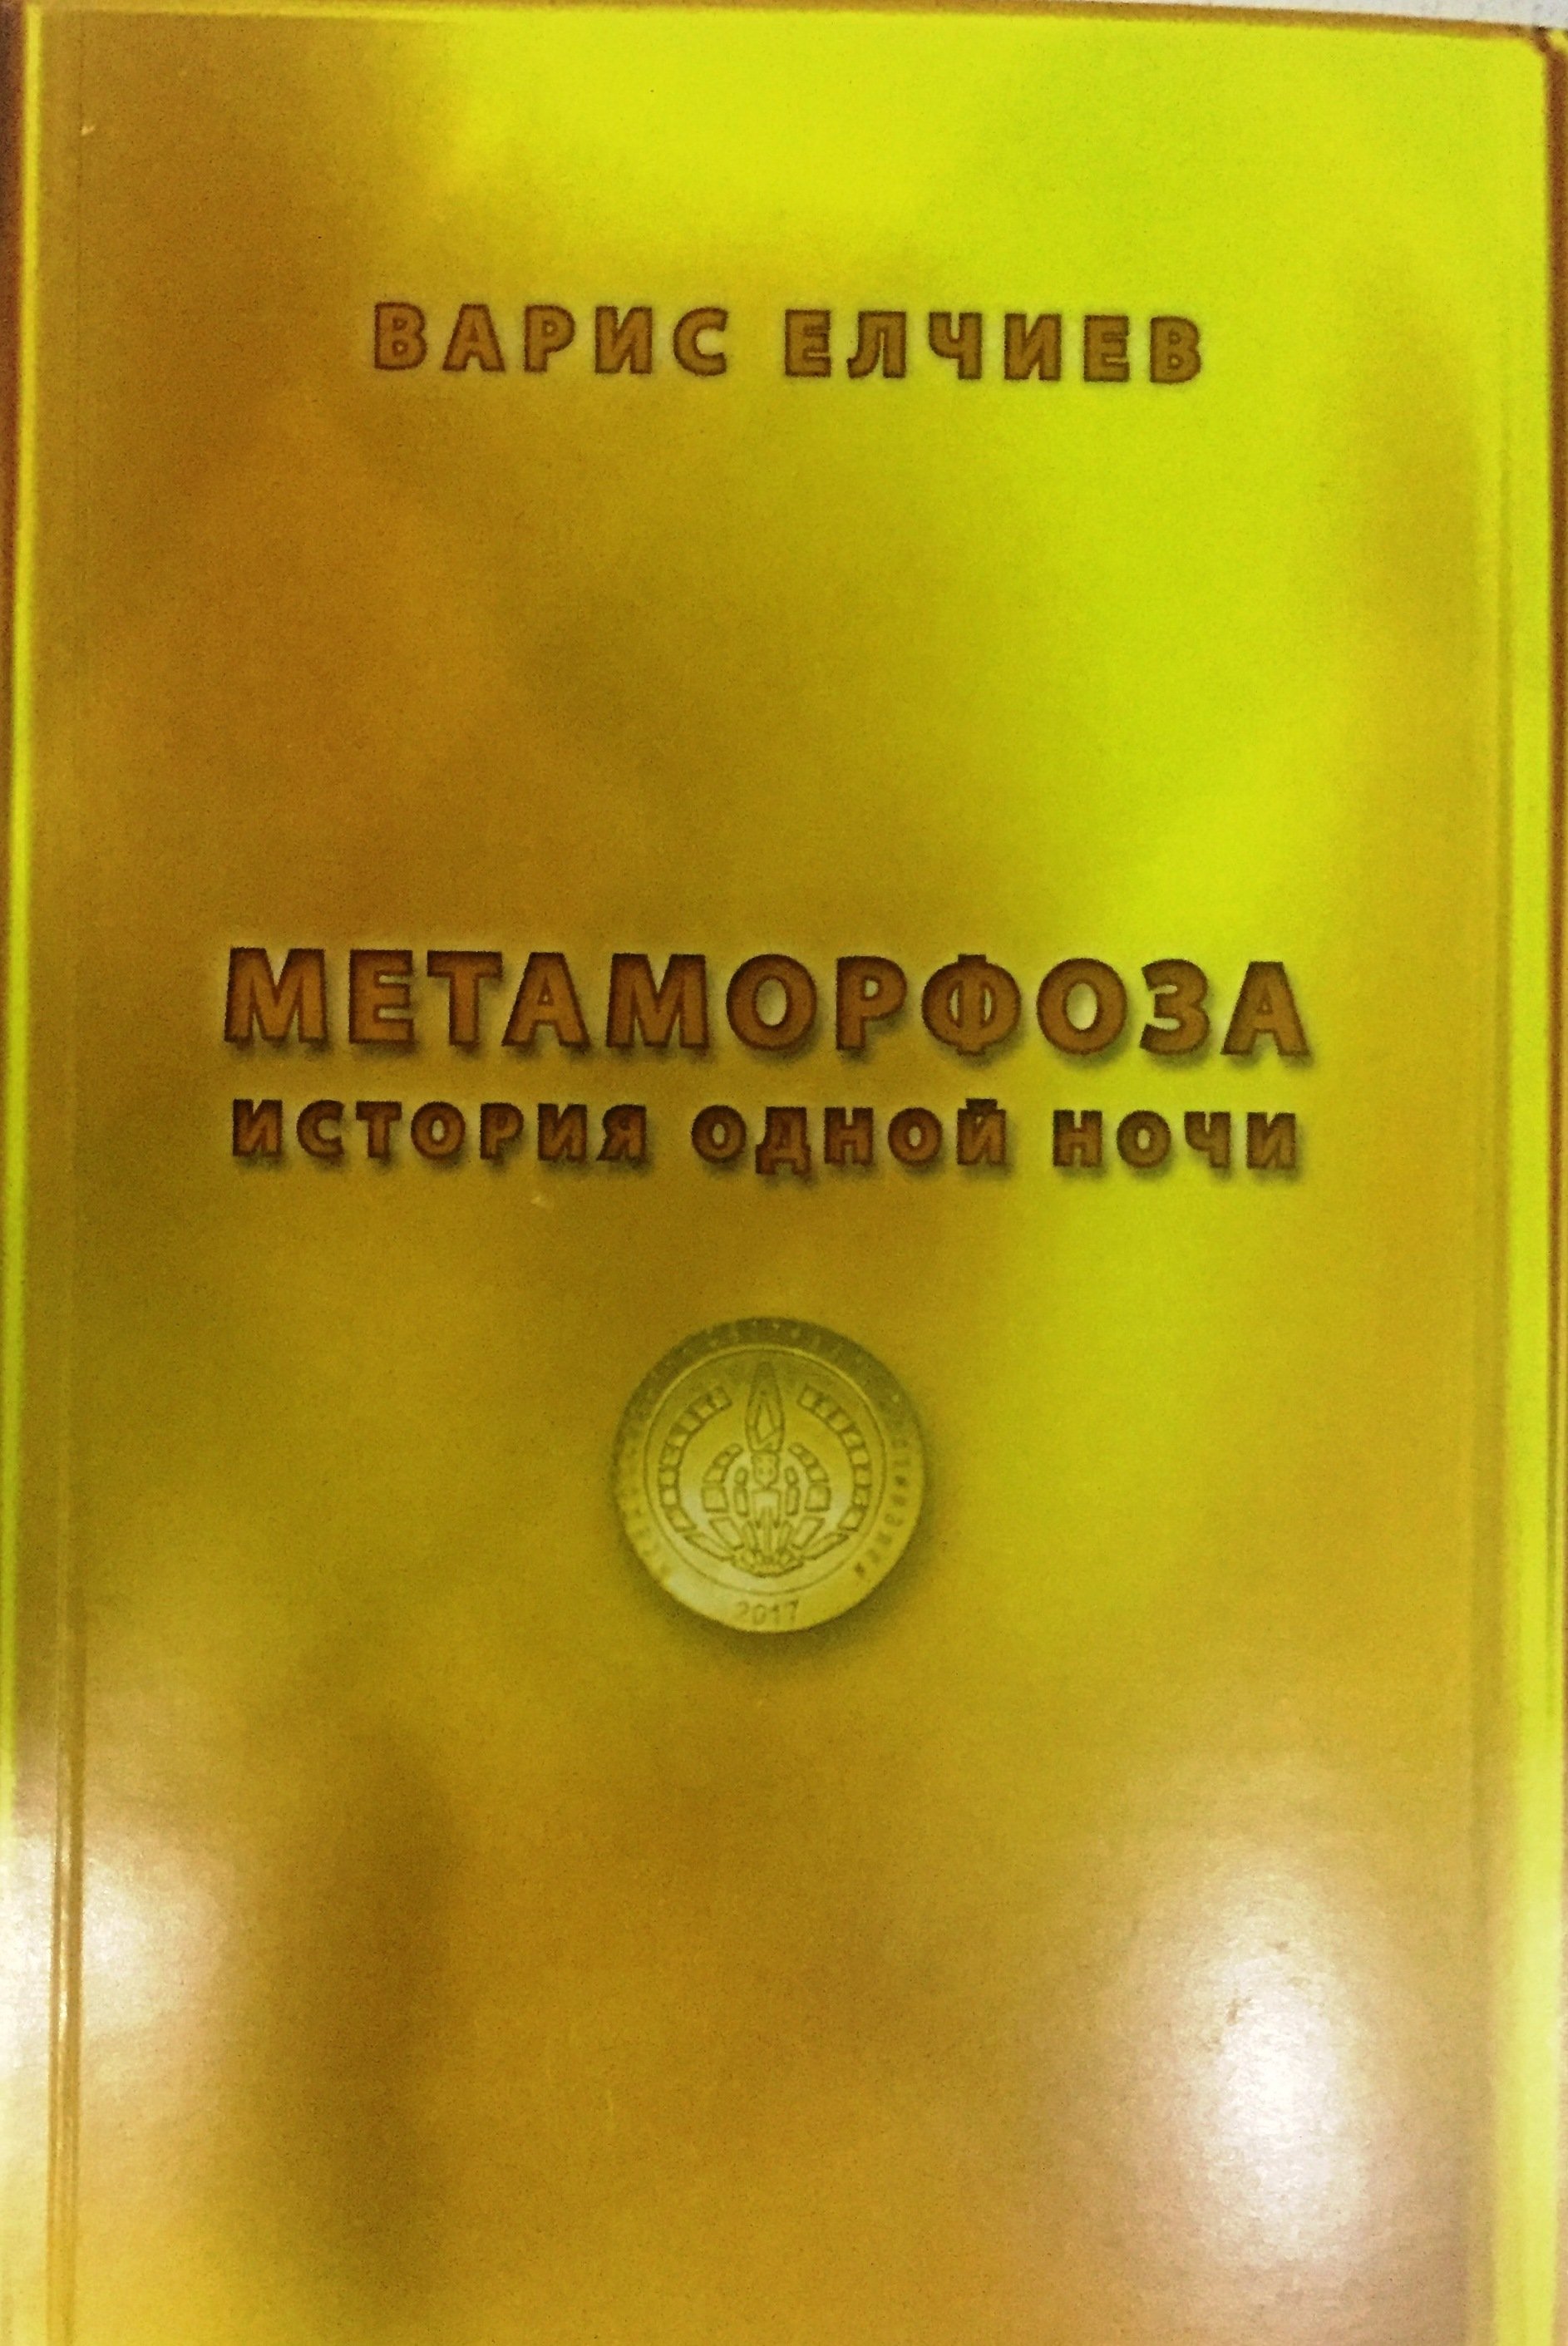 ВАРИС ЕЛЧИЕВ
МЕТАМОРФОЗА
ИСТОРИЯ ОДНОЙ НОЧИ
2017